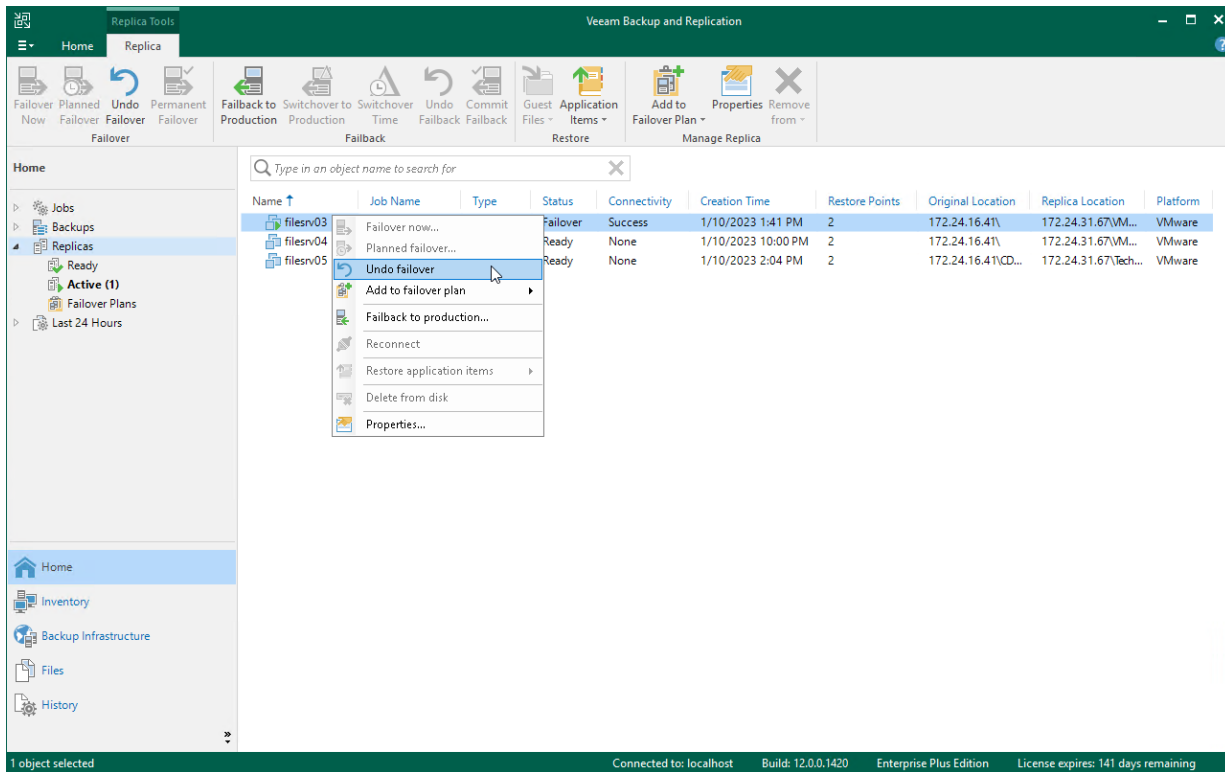 Replica Tools
Veeam Backup and Replication
Home Replica
Failover Now
Planned Failover
Undo Failover
Permanent Failover
Failback to Production
Switchover to Production
Switchover Time
Undo Failback
Commit Failback
Guest Files
Application Items
Add to Failover Plan
Properties
Remove from
Failover Failback Restore Manage Replica
Home
Type in an object name to search for
Jobs
Backups
Replicas
Ready
Active (1)
Failover Plans
Last 24 Hours
Name Job Name Type Status Connectivity Creation Time Restore Points Original Location Replica Location Platform
filesrv03 Failover Success 1/10/2023 1:41 PM 2 172.24.16.41\ 172.24.31.67\VM... VMware
filesrv04 Ready None 1/10/2023 10:00 PM 2 172.24.16.41\ 172.24.31.67\VM... VMware
filesrv05 Ready None 1/10/2023 2:04 PM 2 172.24.16.41\CD... 172.24.31.67\Tech... VMware
Failover now...
Planned failover...
Undo failover
Add to failover plan
Failback to production...
Reconnect
Restore application items
Delete from disk
Properties...
Home
Inventory
Backup Infrastructure
Files
History
1 object selected
Connected to: localhost Build: 12.0.0.1420 Enterprise Plus Edition License expires: 141 days remaining